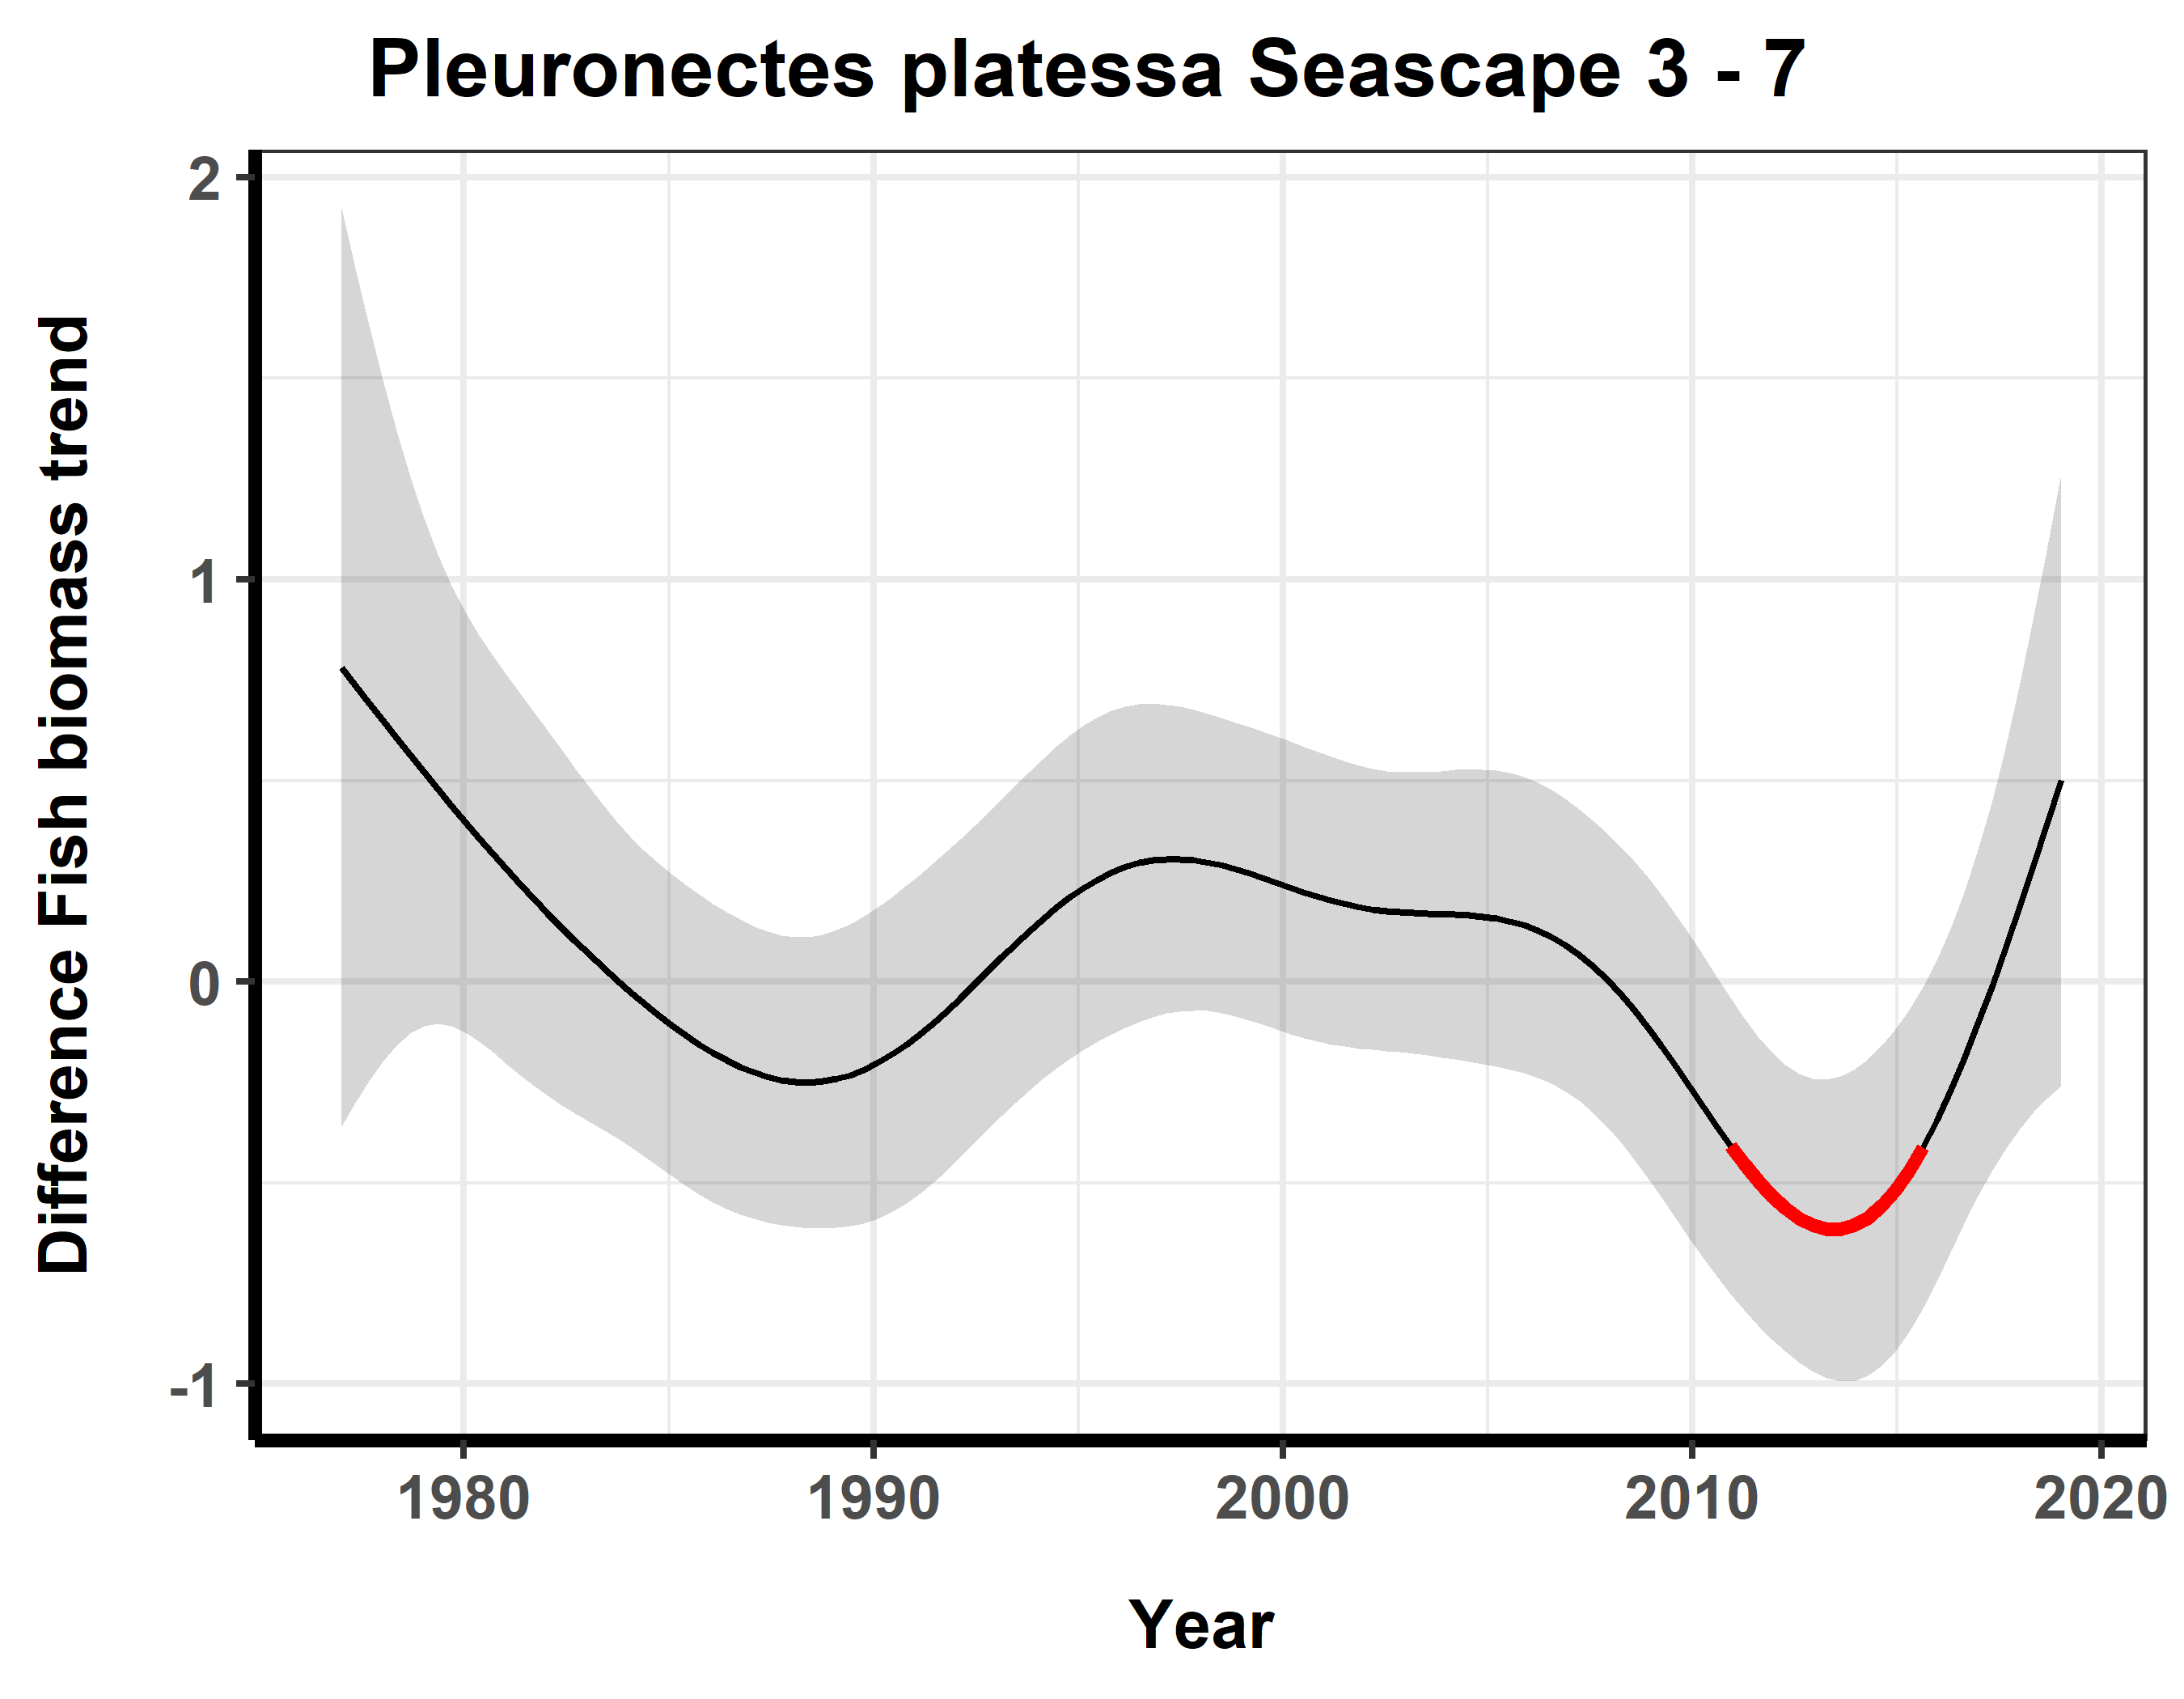 Pleuronectes platessa Seascape 3 - 7
Difference Fish biomass trend
2
1
0
-1
1980 1990 2000 2010 2020
Year